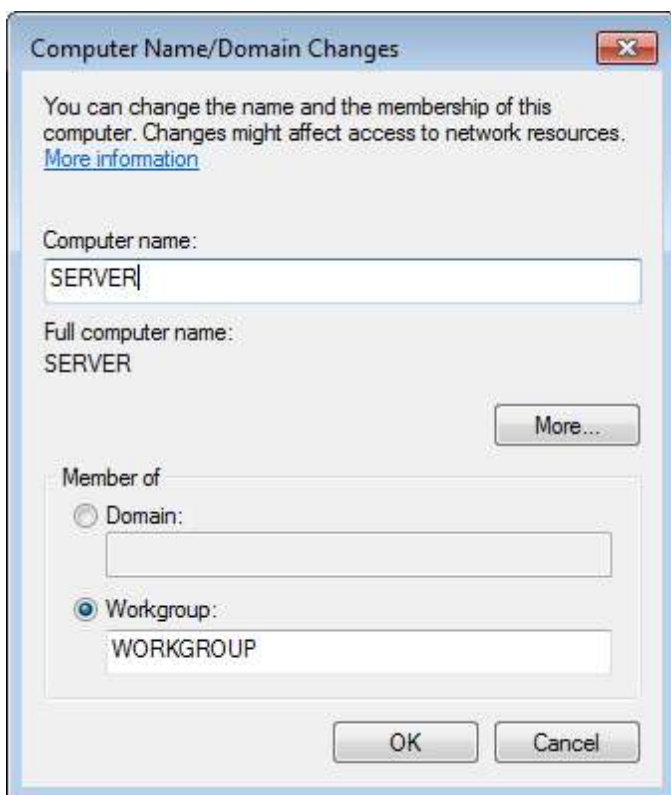 Computer Name/Domain Changes
You can change the name and the membership of this
computer. Changes might affect access to network resources.
More information
Computer name:
SERVER
Full computer name:
SERVER
More...
Member of
Domain:
Workgroup:
WORKGROUP
OK Cancel